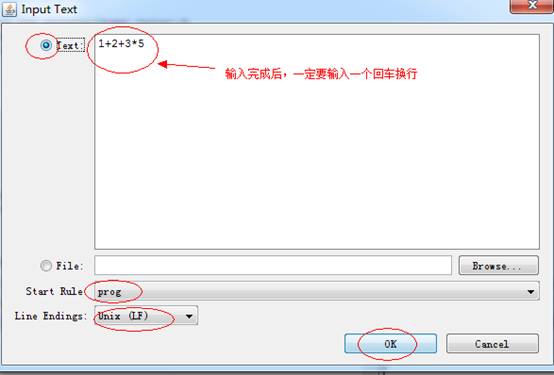 Input Text
Text:
1+2+3*5
输入完成后，一定要输入一个回车换行
File:
Browse...
Start Rule
prog
Line Endings:
Unix (LF)
OK
Cancel